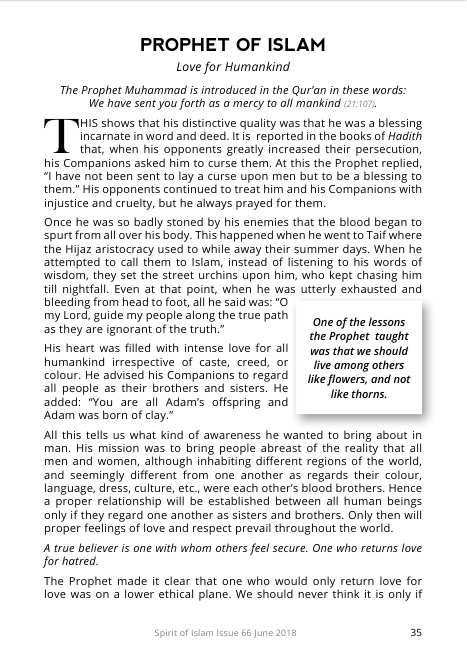 PROPHET OF ISLAM
Love for Humankind
The Prophet Muhammad is introduced in the Qur'an in these words:
We have sent you forth as a mercy to all mankind (21:107).
THIS shows that his distinctive quality was that he was a blessing
incarnate in word and deed. It is reported in the books of Hadith
that, when his opponents greatly increased their persecution,
his Companions asked him to curse them. At this the Prophet replied,
“I have not been sent to lay a curse upon men but to be a blessing to
them.” His opponents continued to treat him and his Companions with
injustice and cruelty, but he always prayed for them.
Once he was so badly stoned by his enemies that the blood began to
spurt from all over his body. This happened when he went to Taif where
the Hijaz aristocracy used to while away their summer days. When he
attempted to call them to Islam, instead of listening to his words of
wisdom, they set the street urchins upon him, who kept chasing him
till nightfall. Even at that point, when he was utterly exhausted and
bleeding from head to foot, all he said was: “O
my Lord, guide my people along the true path
as they are ignorant of the truth.”
His heart was filled with intense love for all
humankind irrespective of caste, creed, or
colour. He advised his Companions to regard
all people as their brothers and sisters. He
added: “You are all Adam’s offspring and
Adam was born of clay.”
One of the lessons
the Prophet taught
was that we should
live among others
like flowers, and not
like thorns.
All this tells us what kind of awareness he wanted to bring about in
man. His mission was to bring people abreast of the reality that all
men and women, although inhabiting different regions of the world,
and seemingly different from one another as regards their colour,
language, dress, culture, etc., were each other’s blood brothers. Hence
a proper relationship will be established between all human beings
only if they regard one another as sisters and brothers. Only then will
proper feelings of love and respect prevail throughout the world.
A true believer is one with whom others feel secure. One who returns love
for hatred.
The Prophet made it clear that one who would only return love for
love was on a lower ethical plane. We should never think it is only if
Spirit of Islam Issue 66 June 2018
35